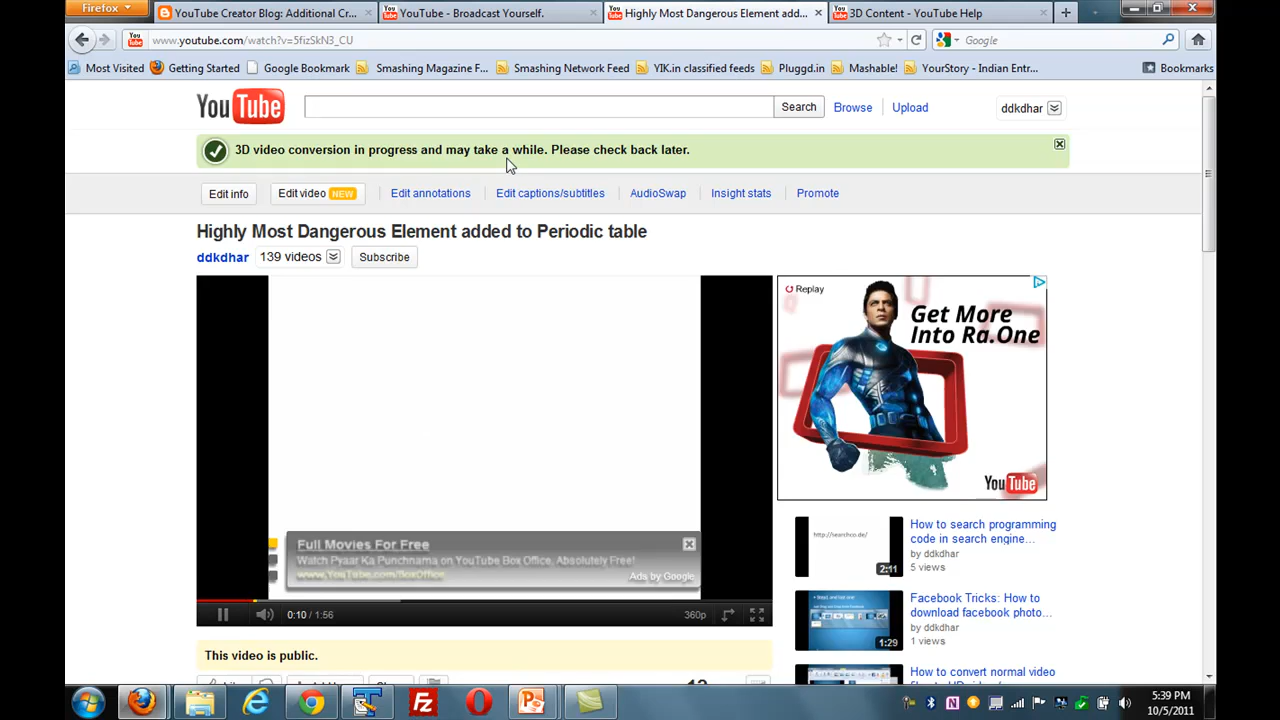 Firefox
YouTube Creator Blog: Additional Cr...
YouTube - Broadcast Yourself.
Highly Most Dangerous Element add...
3D Content - YouTube Help
www.youtube.com/watch?v=5fizSkN3_CU
Google
Most Visited
Getting Started
Google Bookmark
Smashing Magazine F...
Smashing Network Feed
YIK.in classified feeds
Pluggd.in
Mashable!
YourStory - Indian Entr...
Bookmarks
YouTube
Search
Browse
Upload
ddkdhar
3D video conversion in progress and may take a while. Please check back later.
Edit info
Edit video NEW
Edit annotations
Edit captions/subtitles
AudioSwap
Insight stats
Promote
Highly Most Dangerous Element added to Periodic table
ddkdhar 139 videos Subscribe
Replay
Get More
Into Ra.One
YouTube
Full Movies For Free
Watch Pyaar Ka Punchnama on YouTube Box Office. Absolutely Free!
www.YouTube.com/BoxOffice
Ads by Google
0:10 / 1:56
360p
This video is public.
http://searchco.de/
2:11
How to search programming
code in search engine...
by ddkdhar
5 views
1:29
Facebook Tricks: How to
download facebook photo...
by ddkdhar
1 views
How to convert normal video
5:39 PM
10/5/2011